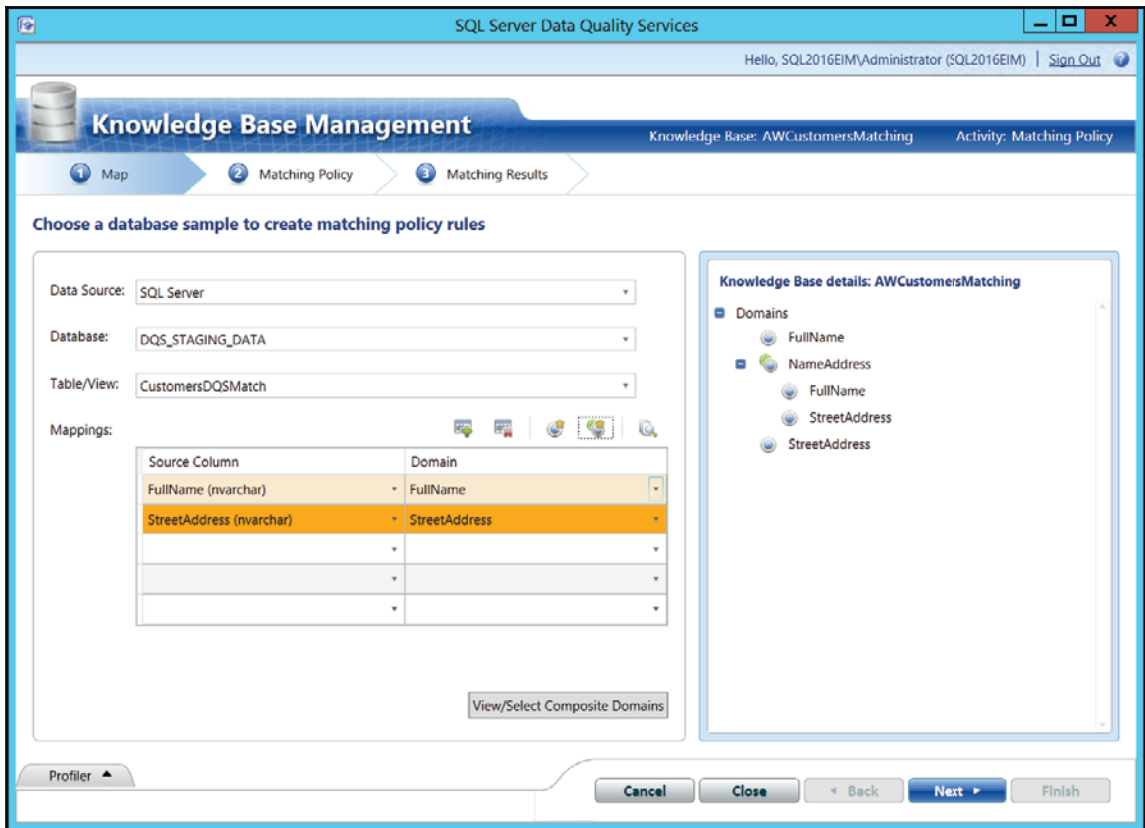 SQL Server Data Quality Services
Hello, SQL2016EIM\Administrator (SQL2016EIM) | Sign Out
Knowledge Base Management
Knowledge Base: AWCustomersMatching Activity: Matching Policy
1 Map 2 Matching Policy 3 Matching Results
Choose a database sample to create matching policy rules
Data Source: SQL Server
Database: DQS_STAGING_DATA
Table/View: CustomersDQSMatch
Mappings:
Source Column Domain
FullName (nvarchar) FullName
StreetAddress (nvarchar) StreetAddress
View/Select Composite Domains
Knowledge Base details: AWCustomersMatching
Domains
FullName
NameAddress
FullName
StreetAddress
StreetAddress
Profiler
Cancel Close Back Next Finish